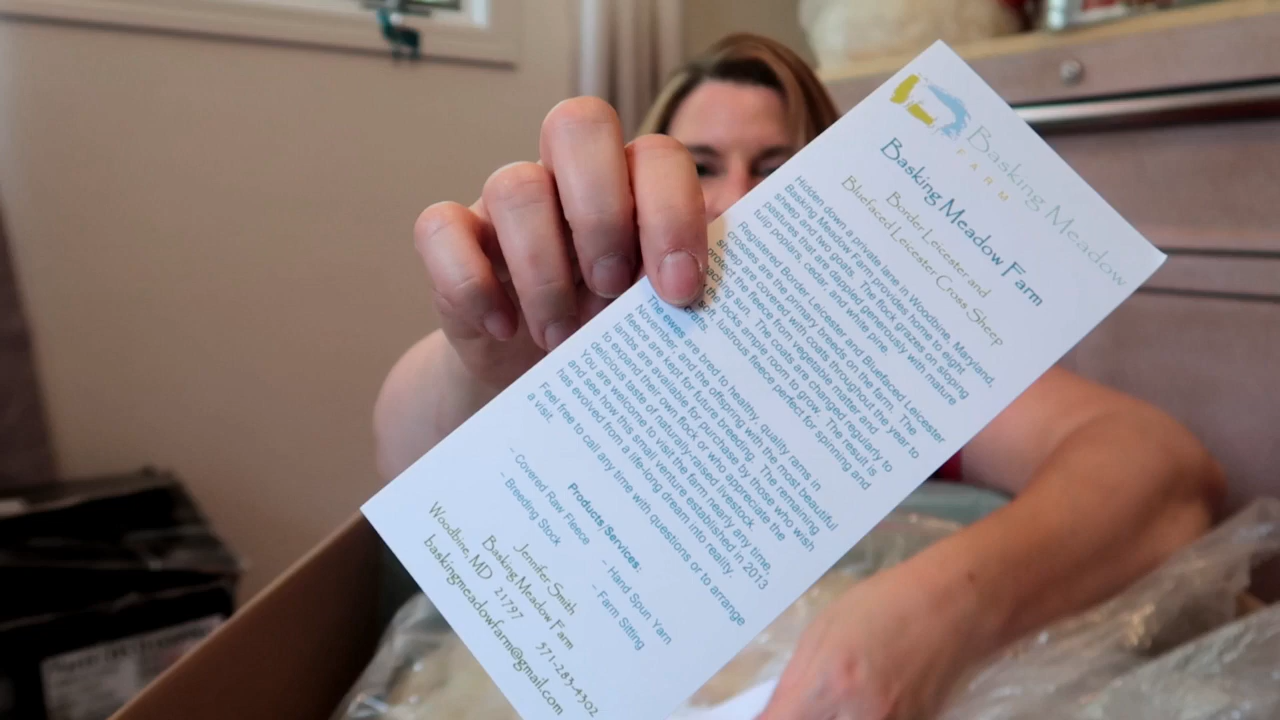 Basking Meadow
FARM
Basking Meadow Farm
Border Leicester and
Bluefaced Leicester Cross Sheep
Hidden down a private lane in Woodbine, Maryland,
Basking Meadow Farm provides home to eight
sheep and two goats. The flock grazes on sloping
pastures that are dappled generously with mature
tulip poplars, cedar, and white pine.
Registered Border Leicester and Bluefaced Leicester
crosses are the primary breeds on the farm. The
sheep are covered with coats throughout the year to
protect the fleece from vegetable matter and
sun. The coats are changed regularly to
the locks ample room to grow. The result is
soft, lustrous fleece perfect for spinning and
crafts.
The ewes are bred to healthy, quality rams in
November, and the offspring with the most beautiful
fleece are kept for future breeding. The remaining
lambs are available for purchase by those who wish
to expand their own flock or who appreciate the
delicious taste of naturally-raised livestock.
You are welcome to visit the farm nearly any time,
and see how this small venture established in 2013
has revolved from a life-long dream into reality.
Feel free to call any time with questions or to arrange
a visit.
Products/Services:
- Covered Raw Fleece
- Hand Spun Yarn
- Breeding Stock
- Farm Sitting
Jennifer Smith
Basking Meadow Farm
Woodbine, MD 21797 571-283-4302
baskingmeadowfarm@gmail.com